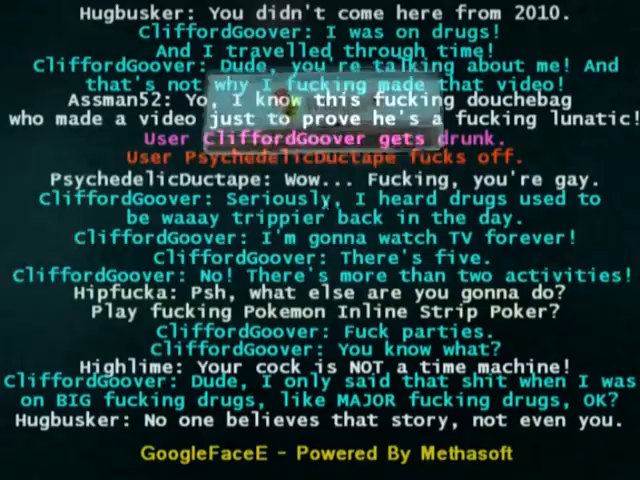 Hugbusker: You didn't come here from 2010.
CliffordGoover: I was on drugs!
And I travelled through time!
CliffordGoover: Dude, you're talking about me! And
that's not why I fucking made that video!
Assman52: Yo, I know this fucking douchebag
who made a video just to prove he's a fucking lunatic!
User CliffordGoover gets drunk.
User PsychedelicDuctape fucks off.
PsychedelicDuctape: Wow... Fucking, you're gay.
CliffordGoover: Seriously, I heard drugs used to
be waaay trippier back in the day.
CliffordGoover: I'm gonna watch TV forever!
CliffordGoover: There's five.
CliffordGoover: No! There's more than two activities!
Hipfucka: Psh, what else are you gonna do?
Play fucking Pokemon Inline Strip Poker?
CliffordGoover: Fuck parties.
CliffordGoover: You know what?
Highlime: Your cock is NOT a time machine!
CliffordGoover: Dude, I only said that shit when I was
on BIG fucking drugs, like MAJOR fucking drugs, OK?
Hugbusker: No one believes that story, not even you.
GoogleFaceE - Powered By Methasoft